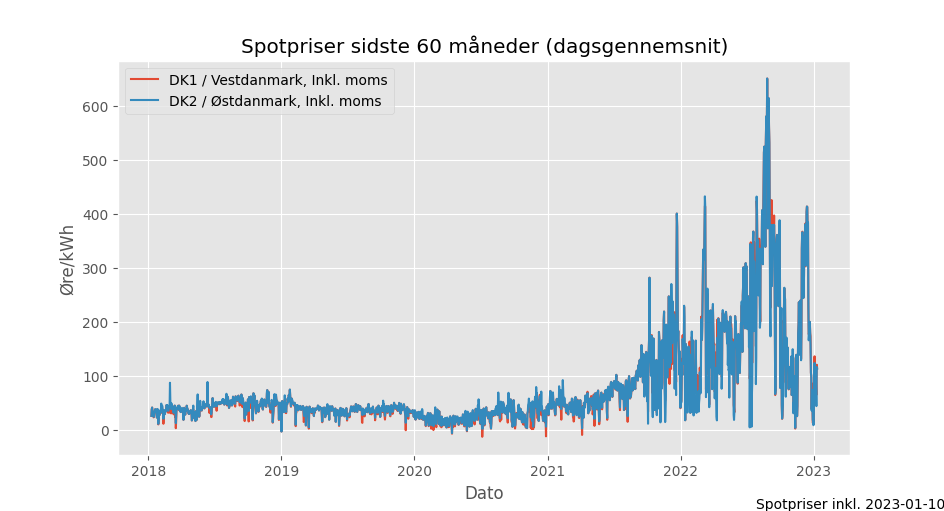 Spotpriser sidste 60 måneder (dagsgennemsnit)
DK1 / Vestdanmark, Inkl. moms
DK2 / Østdanmark, Inkl. moms
Øre/kWh
600
500
400
300
200
100
0
2018 2019 2020 2021 2022 2023
Dato
Spotpriser inkl. 2023-01-10